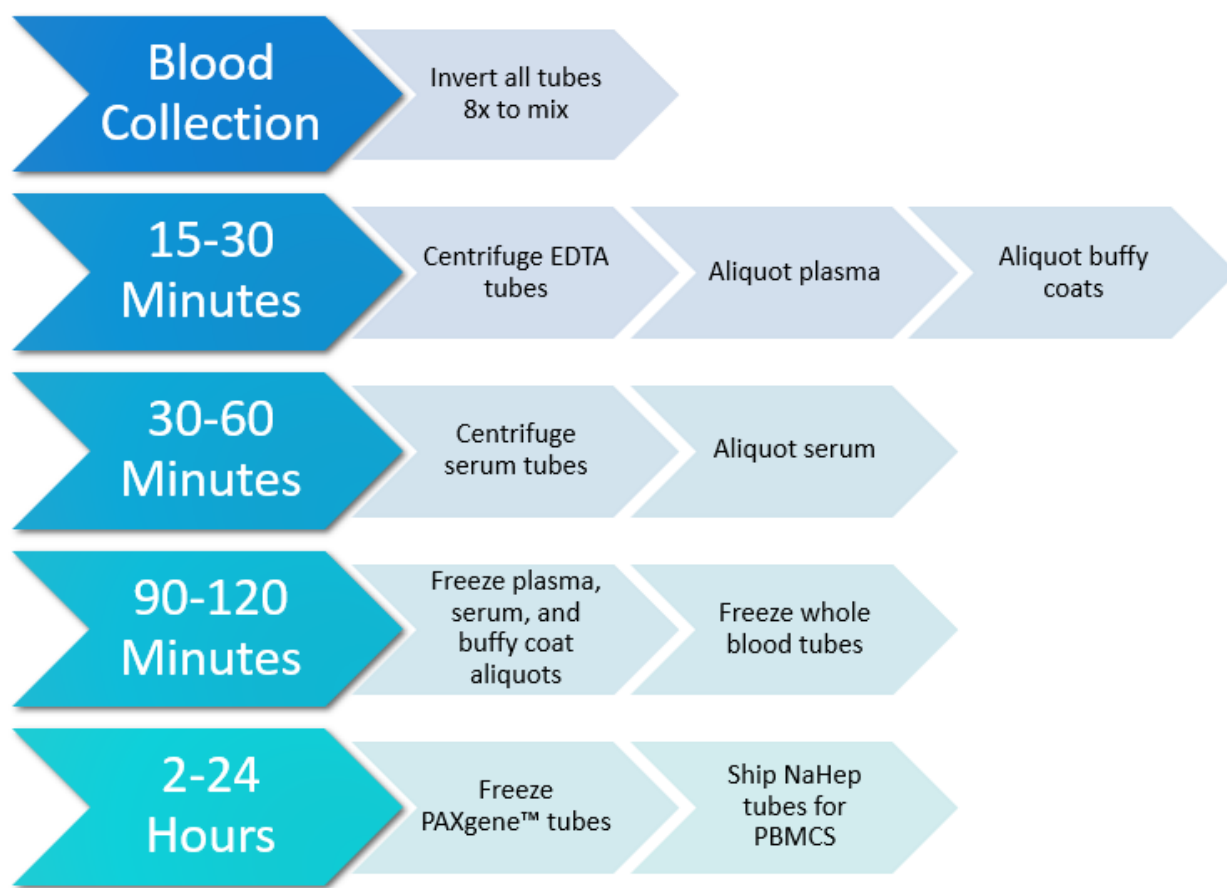 Blood
Collection
Invert all tubes
8x to mix
15-30
Minutes
Centrifuge EDTA
tubes
Aliquot plasma
Aliquot buffy
coats
30-60
Minutes
Centrifuge
serum tubes
Aliquot serum
90-120
Minutes
Freeze plasma,
serum, and
buffy coat
aliquots
Freeze whole
blood tubes
2-24
Hours
Freeze
PAXgene™ tubes
Ship NaHep
tubes for
PBMCS